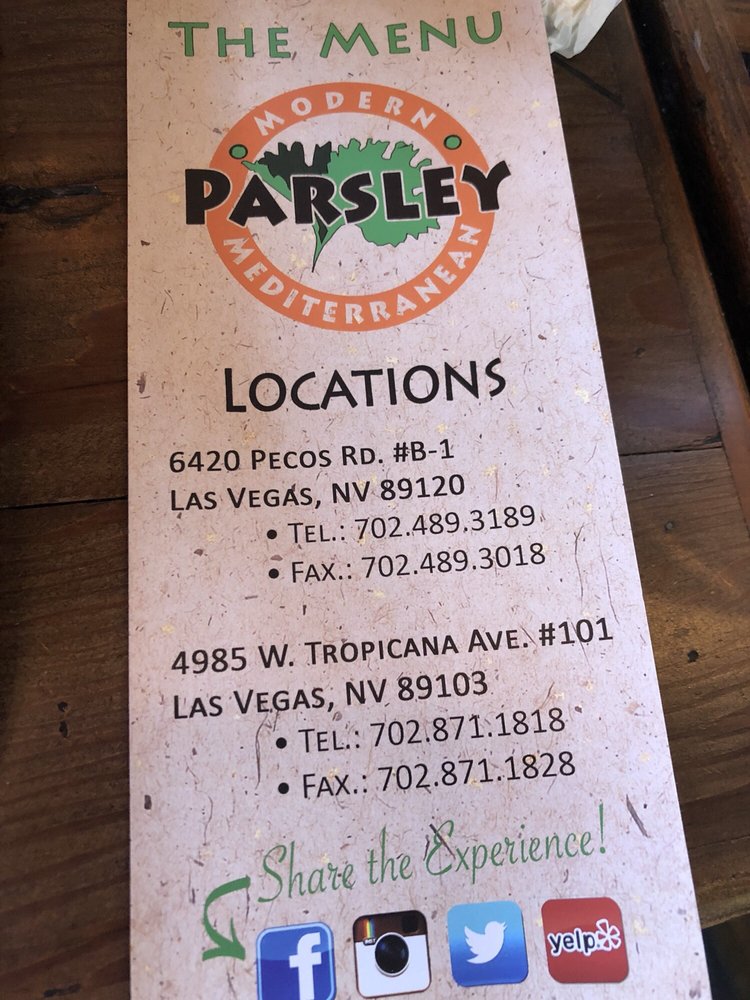 THE MENU
MODERN
PARSLEY
MEDITERRANEAN
LOCATIONS
6420 PECOS RD. #B-1
LAS VEGAS, NV 89120
• TEL.: 702.489.3189
• FAX.: 702.489.3018
4985 W. TROPICANA AVE. #101
LAS VEGAS, NV 89103
• TEL.: 702.871.1818
• FAX.: 702.871.1828
Share the Experience!
f
yelp